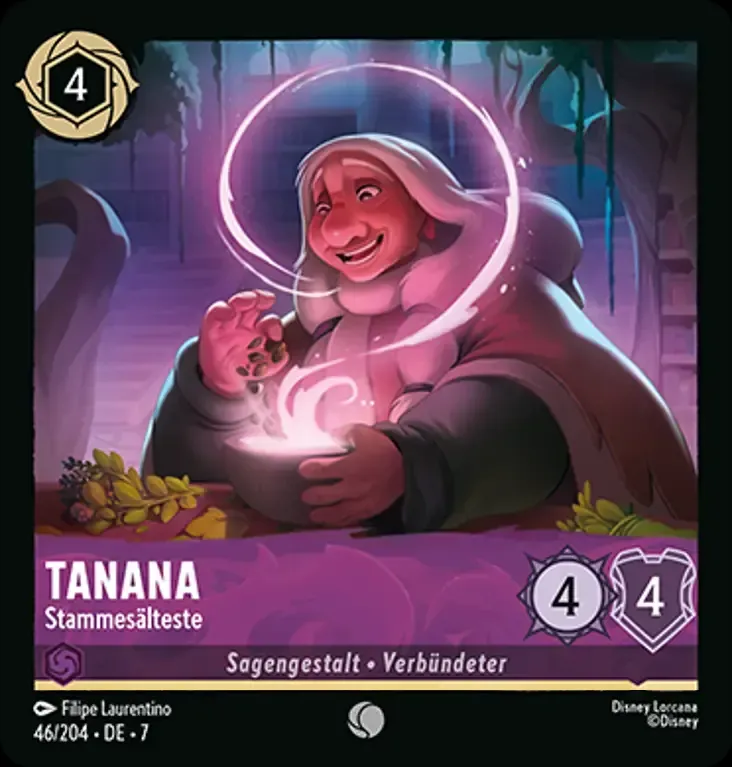 4
TANANA
Stammesälteste
4 4
Sagengestalt • Verbündeter
Filipe Laurentino
46/204 • DE • 7
Disney Lorcana
©Disney